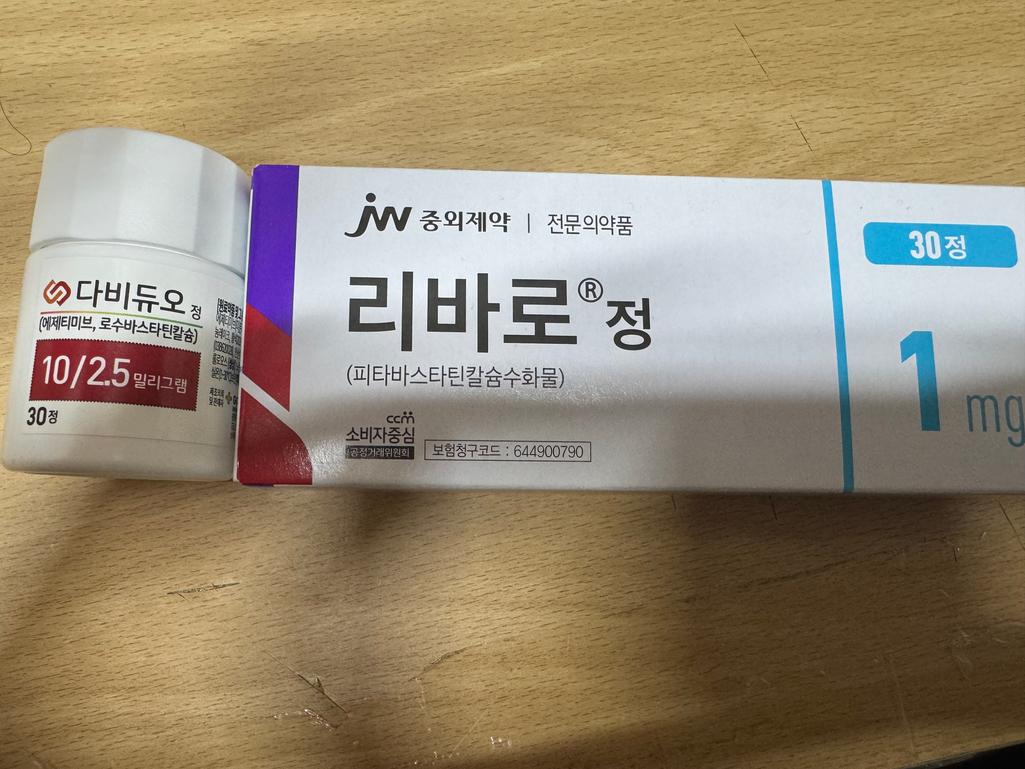 다비듀오 정
(에제티미브, 로수바스타틴칼슘)
10/2.5 밀리그램
30정
jw 중외제약 | 전문의약품
리바로® 정
(피타바스타틴칼슘수화물)
ccm
소비자중심
공정거래위원회
보험청구코드 : 644900790
30정
1 mg